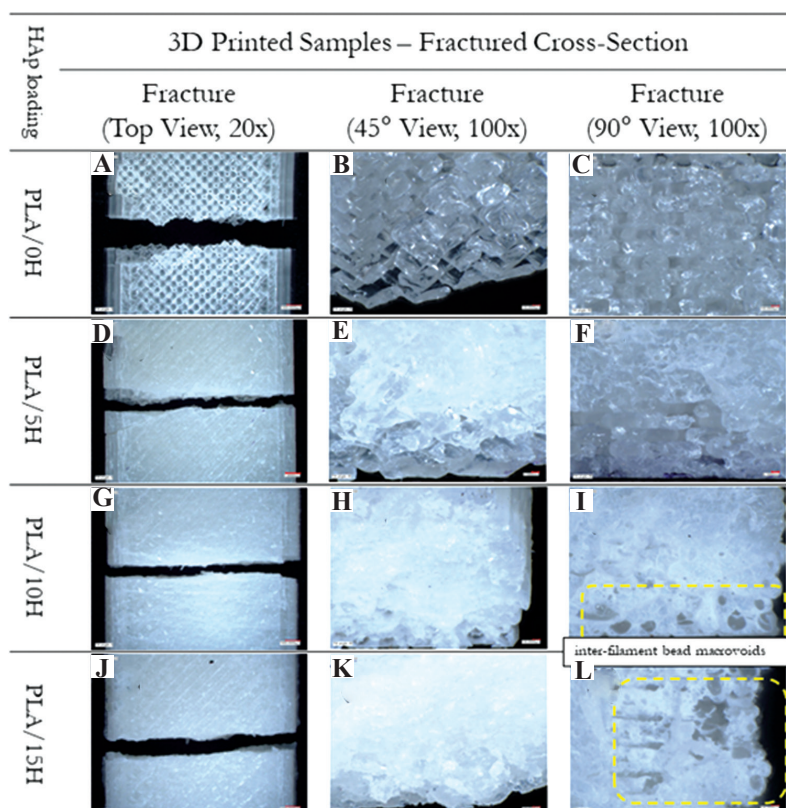 HAp loading
3D Printed Samples – Fractured Cross-Section
Fracture
(Top View, 20x)
Fracture
(45° View, 100x)
Fracture
(90° View, 100x)
PLA/0H
A
B
C
PLA/5H
D
E
F
PLA/10H
G
H
I
inter-filament bead macrovoids
PLA/15H
J
K
L